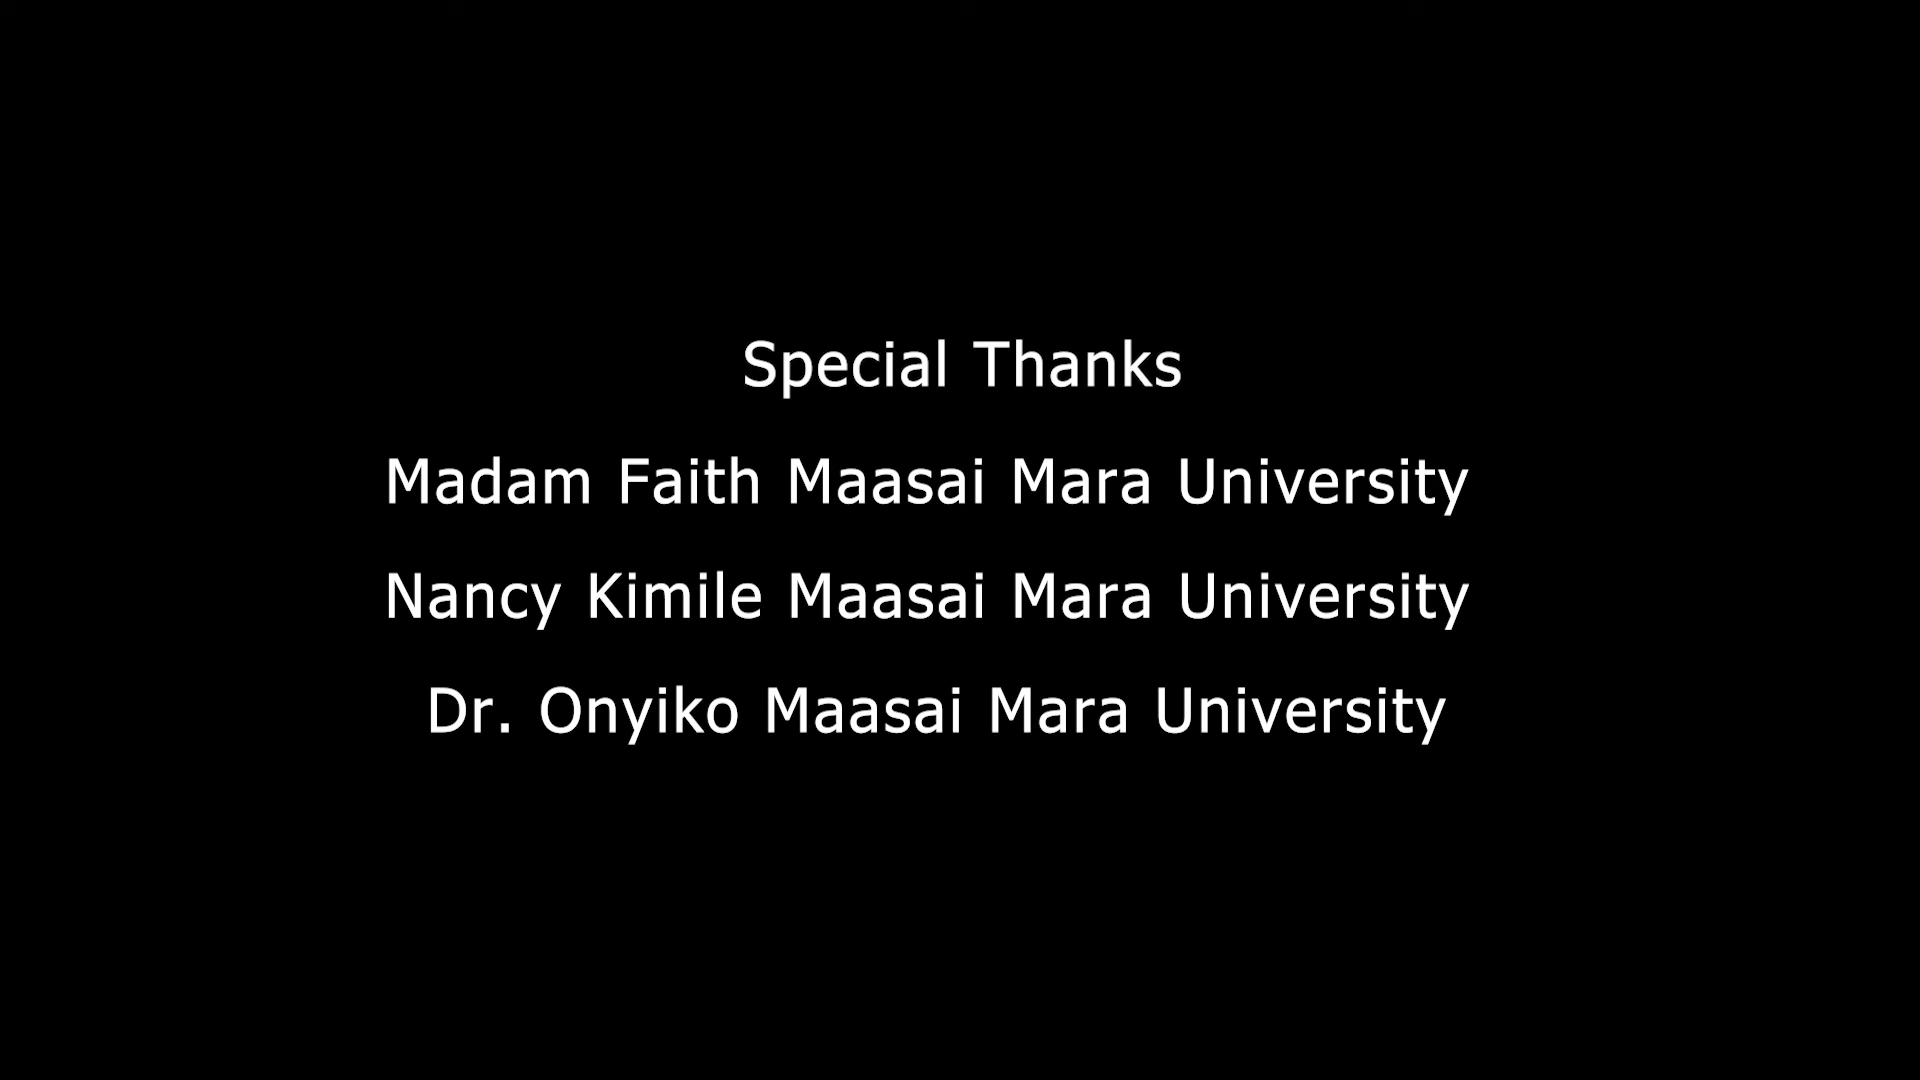 Special Thanks
Madam Faith Maasai Mara University
Nancy Kimile Maasai Mara University
Dr. Onyiko Maasai Mara University